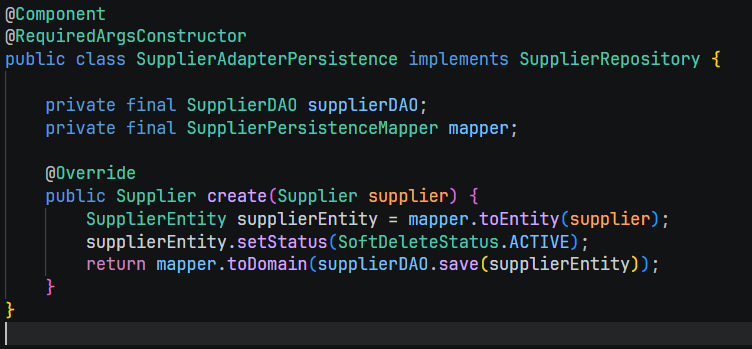 @Component
@RequiredArgsConstructor
public class SupplierAdapterPersistence implements SupplierRepository {
private final SupplierDAO supplierDAO;
private final SupplierPersistenceMapper mapper;
@Override
public Supplier create(Supplier supplier) {
SupplierEntity supplierEntity = mapper.toEntity(supplier);
supplierEntity.setStatus(SoftDeleteStatus.ACTIVE);
return mapper.toDomain(supplierDAO.save(supplierEntity));
}
}